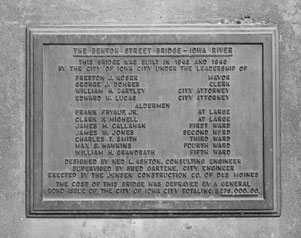 THE BENTON STREET BRIDGE - IOWA RIVER
THIS BRIDGE WAS BUILT IN 1948 AND 1949
BY THE CITY OF IOWA CITY UNDER THE LEADERSHIP OF
PRESTON J. KOSER MAYOR
GEORGE J. DOHRER CLERK
WILLIAM H. BARTLEY CITY ATTORNEY
EDWARD W. LUCAS CITY ATTORNEY
ALDERMEN
FRANK FRYAUF, JR. AT LARGE
CLARK F. MIGHELL AT LARGE
JAMES M. CALLAHAN FIRST WARD
JAMES W. JONES SECOND WARD
CHARLES T. SMITH THIRD WARD
MAX S. HAWKINS FOURTH WARD
WILLIAM H. GRANDRATH FIFTH WARD
DESIGNED BY NED L. ASHTON, CONSULTING ENGINEER
SUPERVISED BY FRED GARTZKE, CITY ENGINEER
ERECTED BY THE JENSEN CONSTRUCTION CO. OF DES MOINES
THE COST OF THIS BRIDGE WAS DEFRAYED BY A GENERAL
BOND ISSUE OF THE CITY OF IOWA CITY TOTALING $275,000.00.